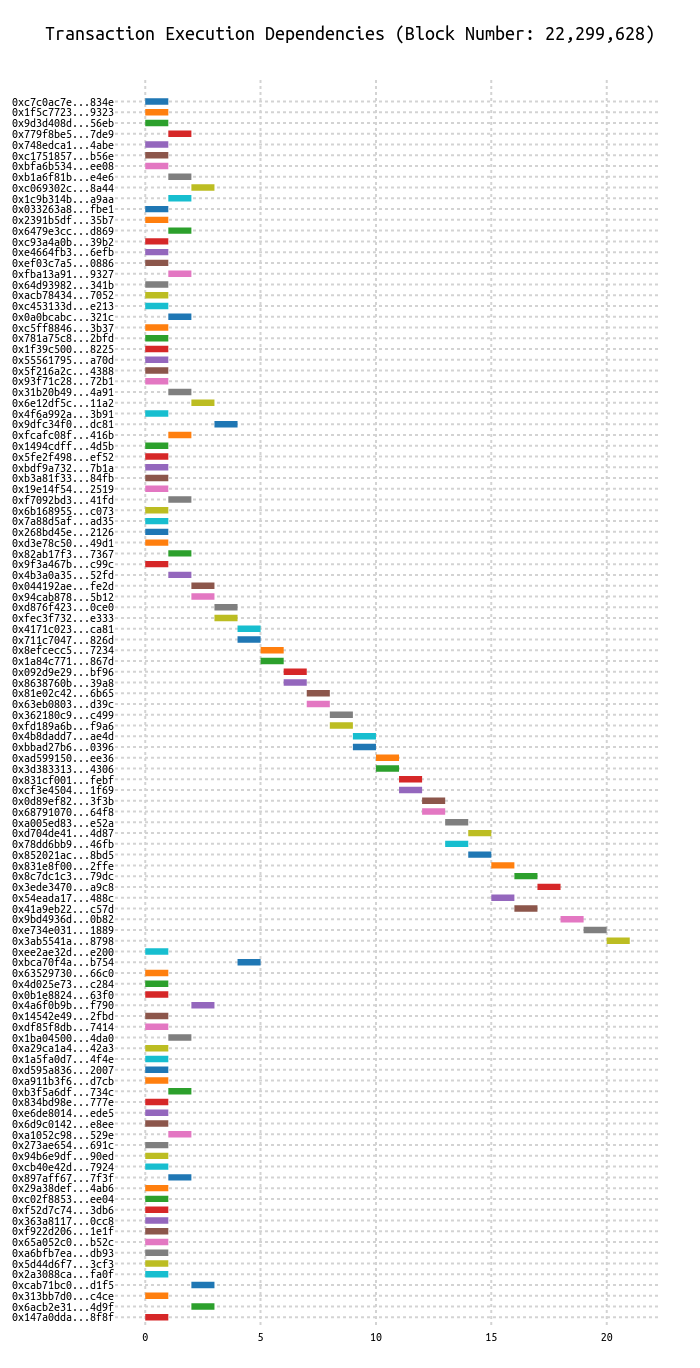 Transaction Execution Dependencies (Block Number: 22,299,628)
0xc7c0ac7e...834e
0x1f5c7723...9323
0x9d3d408d...56eb
0x779f8be5...7de9
0x748edca1...4abe
0xc1751857...b56e
0xbfa6b534...ee08
0xb1a6f81b...e4e6
0xc069302c...8a44
0x1c9b314b...a9aa
0x033263a8...fbe1
0x2391b5df...35b7
0x6479e3cc...d869
0xc93a4a0b...39b2
0xe4664fb3...6efb
0xef03c7a5...0886
0xfba13a91...9327
0x64d93982...341b
0xacb78434...7052
0xc453133d...e213
0x0a0bcabc...321c
0xc5ff8846...3b37
0x781a75c8...2bfd
0x1f39c500...8225
0x55561795...a70d
0x5f216a2c...4388
0x93f71c28...72b1
0x31b20b49...4a91
0x6e12df5c...11a2
0x4f6a992a...3b91
0x9dfc34f0...dc81
0xfcafc08f...416b
0x1494cdff...4d5b
0x5fe2f498...ef52
0xbdf9a732...7b1a
0xb3a81f33...84fb
0x19e14f54...2519
0xf7092bd3...41fd
0x6b168955...c073
0x7a88d5af...ad35
0x268bd45e...2126
0xd3e78c50...49d1
0x82ab17f3...7367
0x9f3a467b...c99c
0x4b3a0a35...52fd
0x044192ae...fe2d
0x94cab878...5b12
0xd876f423...0ce0
0xfec3f732...e333
0x4171c023...ca81
0x711c7047...826d
0x8efcecc5...7234
0x1a84c771...867d
0x092d9e29...bf96
0x8638760b...39a8
0x81e02c42...6b65
0x63eb0803...d39c
0x362180c9...c499
0xfd189a6b...f9a6
0x4b8dadd7...ae4d
0xbbad27b6...0396
0xad599150...ee36
0x3d383313...4306
0x831cf001...febf
0xcf3e4504...1f69
0x0d89ef82...3f3b
0x68791070...64f8
0xa005ed83...e52a
0xd704de41...4d87
0x78dd6bb9...46fb
0x852021ac...8bd5
0x831e8f00...2ffe
0x8c7dc1c3...79dc
0x3ede3470...a9c8
0x54eada17...488c
0x41a9eb22...c57d
0x9bd4936d...0b82
0xe734e031...1889
0x3ab5541a...8798
0xee2ae32d...e200
0xbca70f4a...b754
0x63529730...66c0
0x4d025e73...c284
0x0b1e8824...63f0
0x4a6f0b9b...f790
0x14542e49...2fbd
0xdf85f8db...7414
0x1ba04500...4da0
0xa29ca1a4...42a3
0x1a5fa0d7...4f4e
0xd595a836...2007
0xa911b3f6...d7cb
0xb3f5a6df...734c
0x834bd98e...777e
0xe6de8014...ede5
0x6d9c0142...e8ee
0xa1052c98...529e
0x273ae654...691c
0x94b6e9df...90ed
0xcb40e42d...7924
0x897aff67...7f3f
0x29a38def...4ab6
0xc02f8853...ee04
0xf52d7c74...3db6
0x363a8117...0cc8
0xf922d206...1e1f
0x65a052c0...b52c
0xa6bfb7ea...db93
0x5d44d6f7...3cf3
0x2a3088ca...fa0f
0xcab71bc0...d1f5
0x313bb7d0...c4ce
0x6acb2e31...4d9f
0x147a0dda...8f8f
0 5 10 15 20